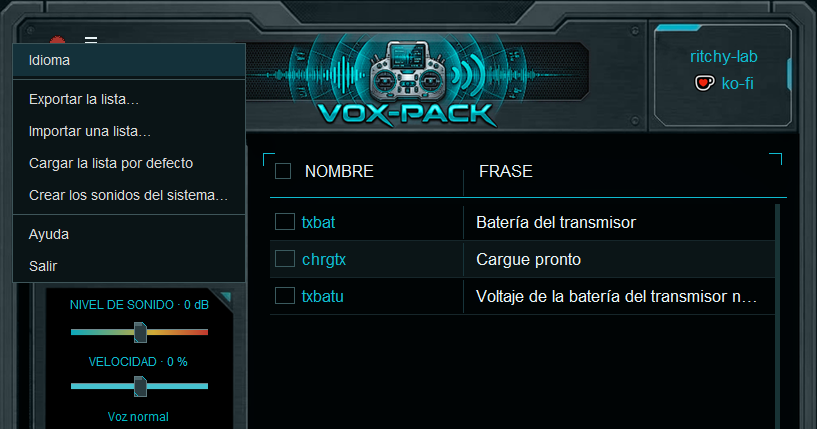 Idioma
Exportar la lista...
Importar una lista...
Cargar la lista por defecto
Crear los sonidos del sistema...
Ayuda
Salir
VOX-PACK
ritchy-lab
ko-fi
NOMBRE FRASE
txbat Batería del transmisor
chrgtx Cargue pronto
txbatu Voltaje de la batería del transmisor n...
NIVEL DE SONIDO · 0 dB
VELOCIDAD · 0 %
Voz normal